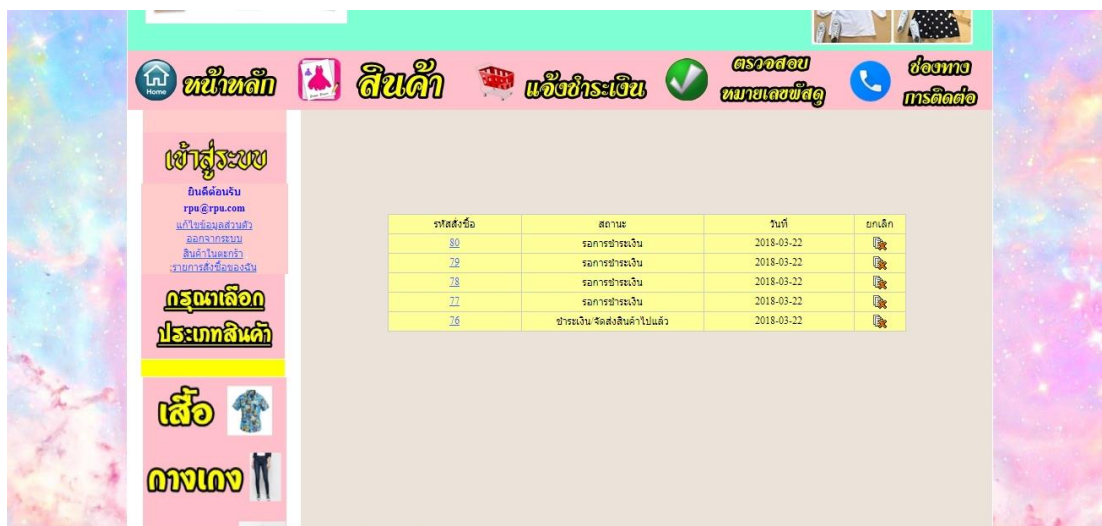 Home
หน้าหลัก
สินค้า
แจ้งชำระเงิน
ตรวจสอบ
หมายเลขพัสดุ
ช่องทาง
การติดต่อ
เข้าสู่ระบบ
ยินดีต้อนรับ
rpu@rpu.com
แก้ไขข้อมูลส่วนตัว
ออกจากระบบ
สินค้าในตะกร้า
;รายการสั่งซื้อของฉัน
กรุณาเลือก
ประเภทสินค้า
เสื้อ
กางเกง
รหัสสั่งซื้อ สถานะ วันที่ ยกเลิก
80 รอการชำระเงิน 2018-03-22
79 รอการชำระเงิน 2018-03-22
78 รอการชำระเงิน 2018-03-22
77 รอการชำระเงิน 2018-03-22
76 ชำระเงิน/จัดส่งสินค้าไปแล้ว 2018-03-22